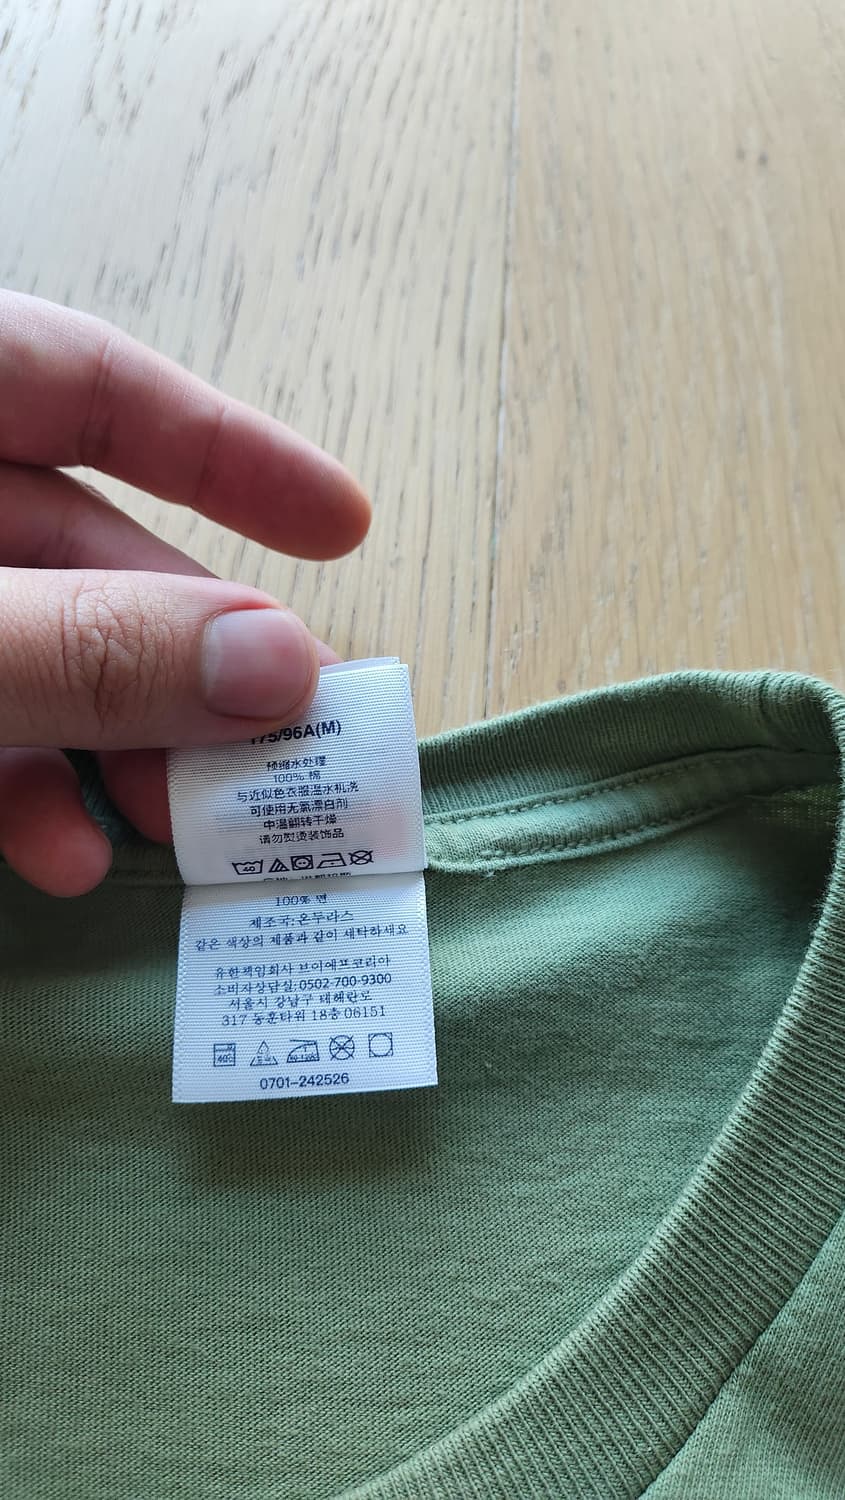 175/96A(M)
预缩水处理
100% 棉
与近似色衣服温水机洗
可使用无氯漂白剂
中温翻转干燥
请勿熨烫装饰品
40
100% 면
제조국:온두라스
같은 색상의 제품과 같이 세탁하세요
유한책임회사 브이에프코리아
소비자상담실:0502-700-9300
서울시 강남구 테헤란로
317 동훈타워 18층 06151
40℃
0701-242526